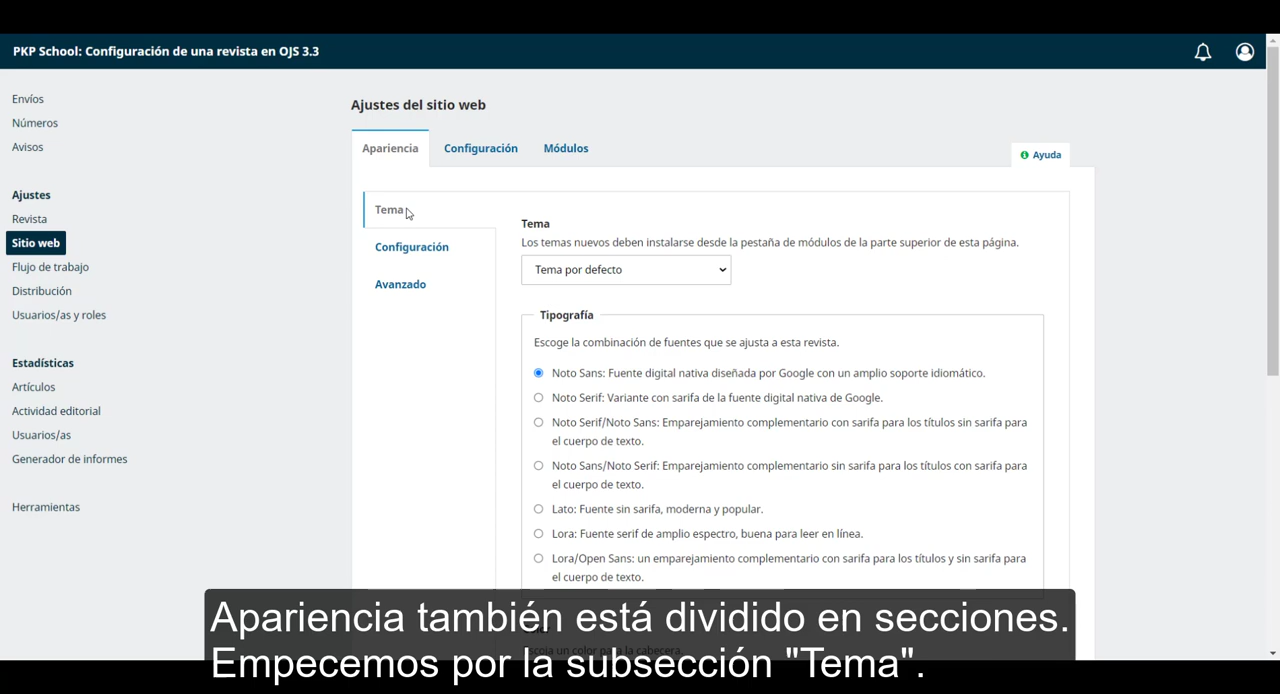 PKP School: Configuración de una revista en OJS 3.3
Envíos
Números
Avisos
Ajustes
Revista
Sitio web
Flujo de trabajo
Distribución
Usuarios/as y roles
Estadísticas
Artículos
Actividad editorial
Usuarios/as
Generador de informes
Herramientas
Ajustes del sitio web
Apariencia
Configuración
Módulos
Ayuda
Tema
Configuración
Avanzado
Tema
Los temas nuevos deben instalarse desde la pestaña de módulos de la parte superior de esta página.
Tema por defecto
Tipografía
Escoge la combinación de fuentes que se ajusta a esta revista.
Noto Sans: Fuente digital nativa diseñada por Google con un amplio soporte idiomático.
Noto Serif: Variante con sarifa de la fuente digital nativa de Google.
Noto Serif/Noto Sans: Emparejamiento complementario con sarifa para los títulos sin sarifa para
el cuerpo de texto.
Noto Sans/Noto Serif: Emparejamiento complementario sin sarifa para los títulos con sarifa para
el cuerpo de texto.
Lato: Fuente sin sarifa, moderna y popular.
Lora: Fuente serif de amplio espectro, buena para leer en línea.
Lora/Open Sans: un emparejamiento complementario con sarifa para los títulos y sin sarifa para
el cuerpo de texto.
Apariencia también está dividido en secciones.
Empecemos por la subsección "Tema".